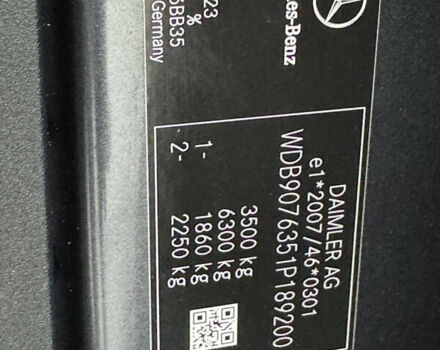 DAIMLER AG
e1*2007/46*0301
WDB9076351P189200
3500 kg
6300 kg
1- 1860 kg
2- 2250 kg
es-Benz
23
%
BB35
Germany